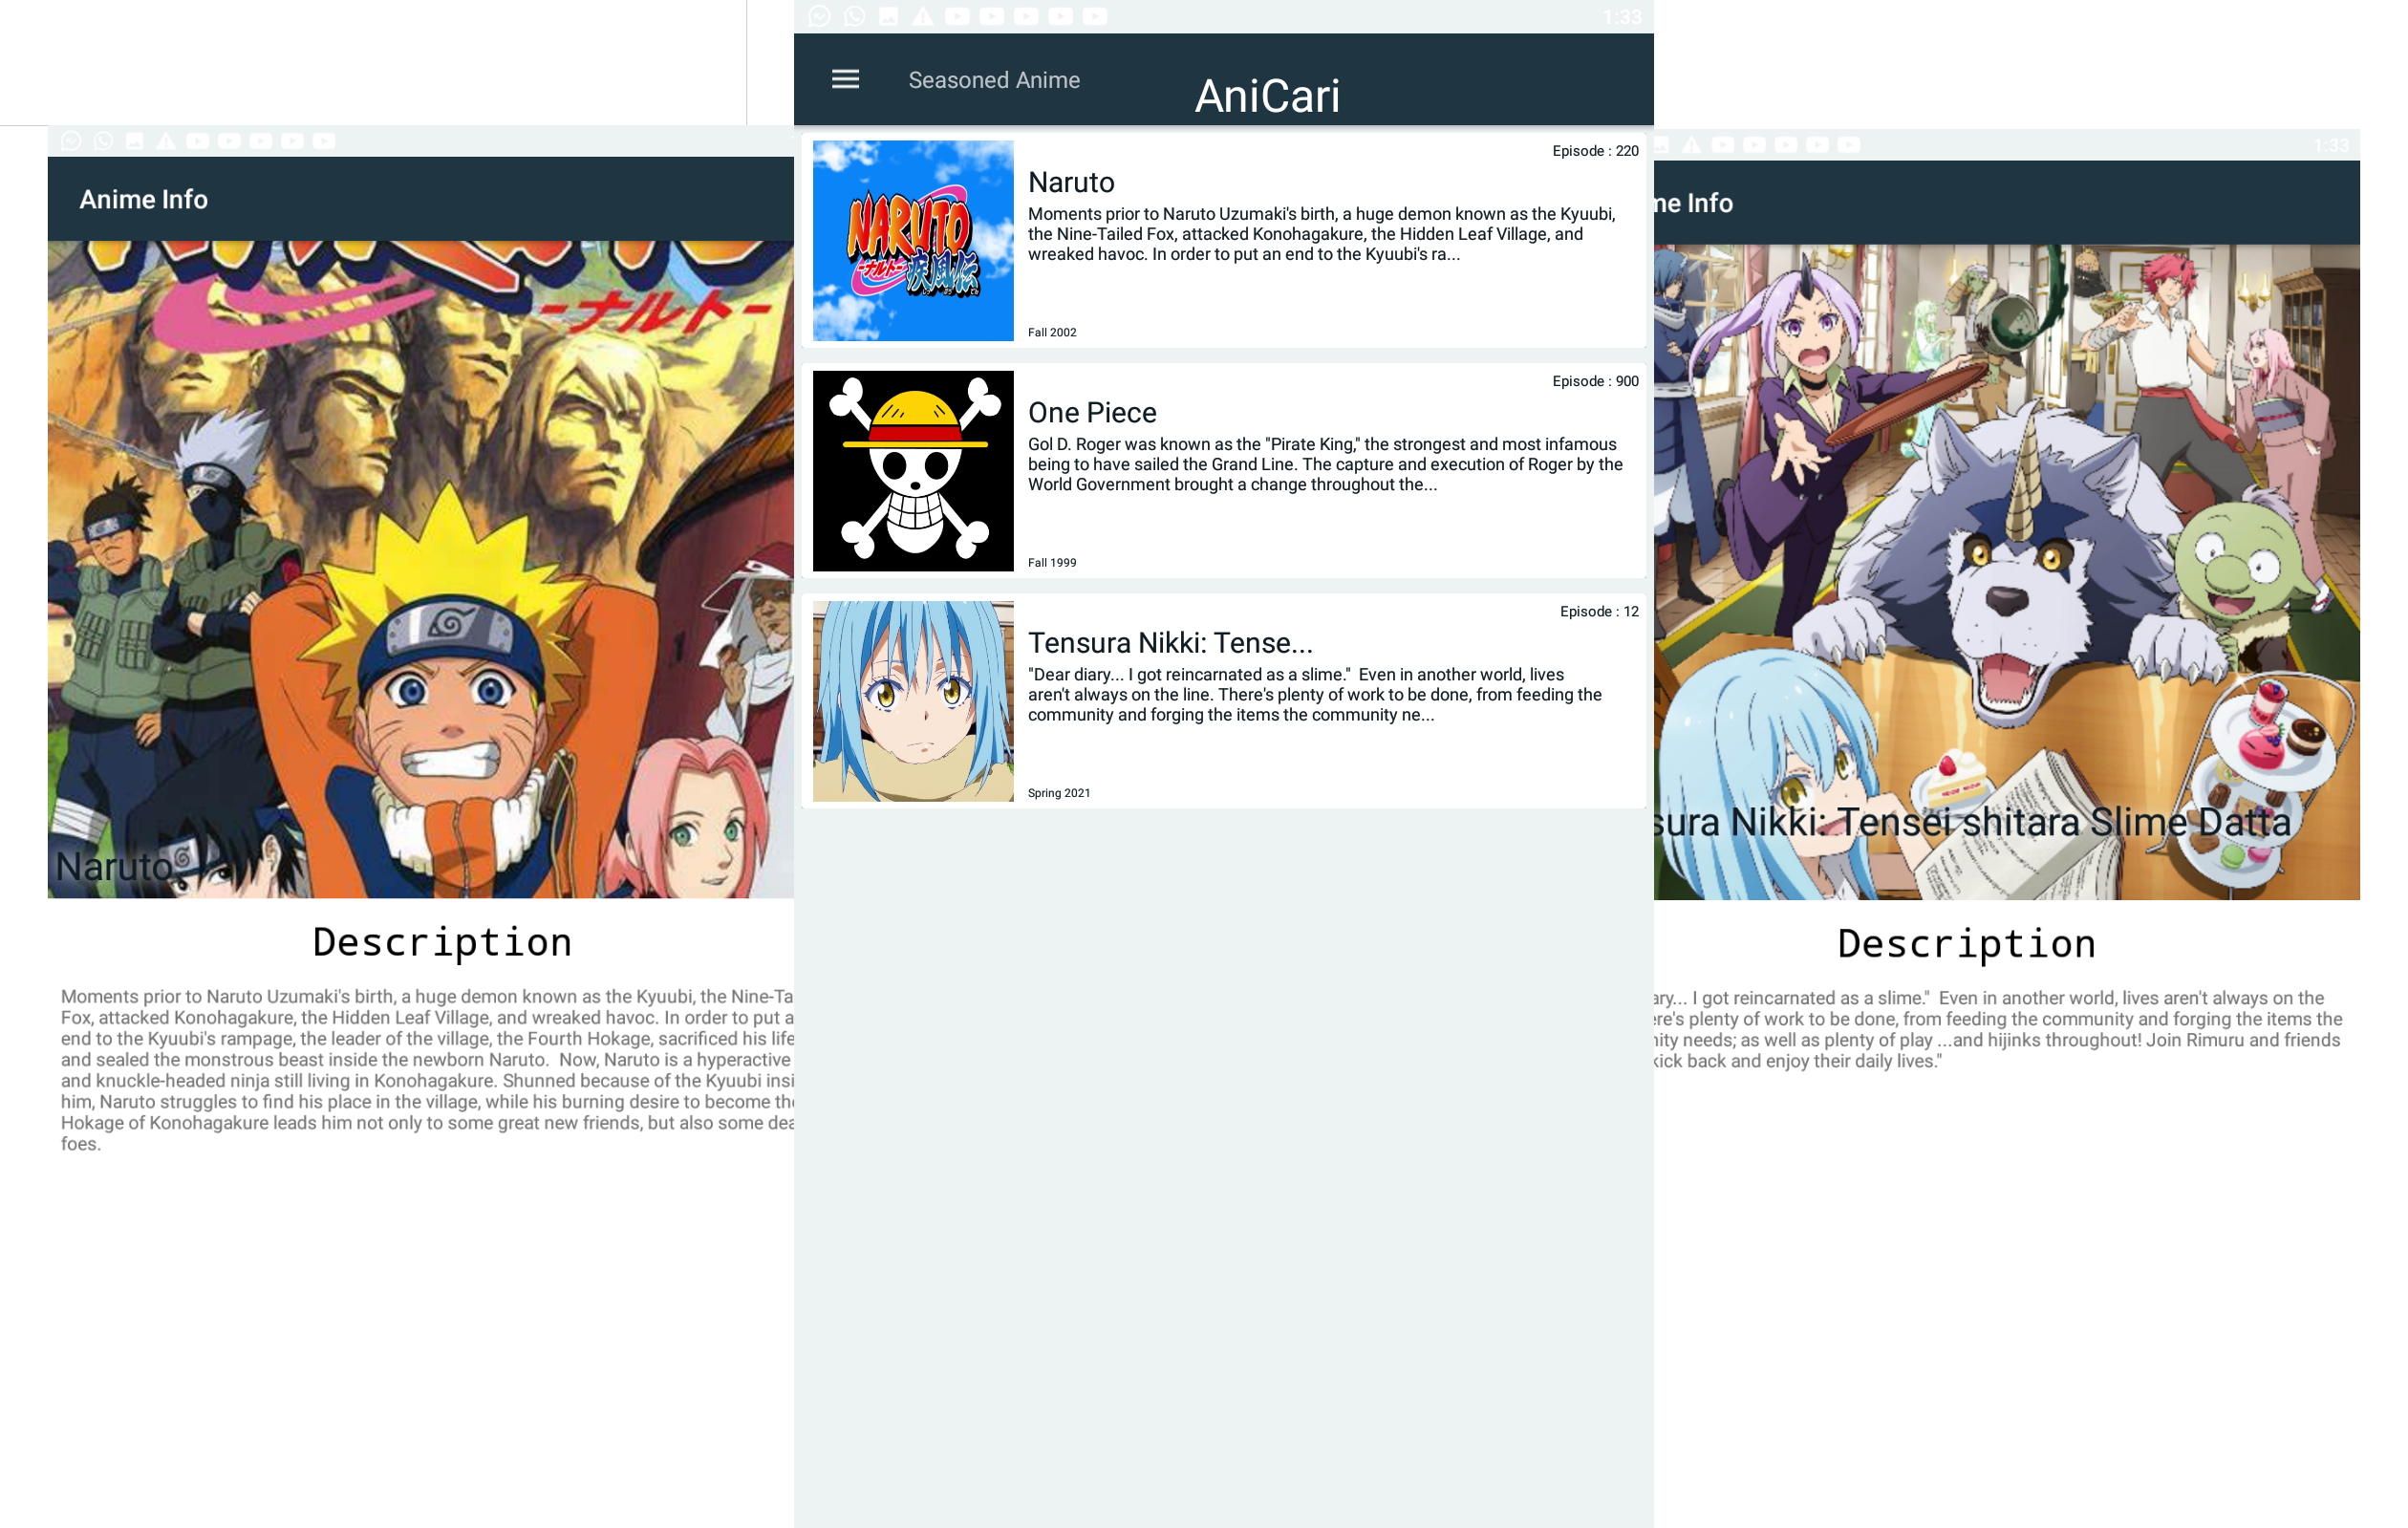 Anime Info
-ナルト-
Naruto
Description
Moments prior to Naruto Uzumaki's birth, a huge demon known as the Kyuubi, the Nine-Ta
Fox, attacked Konohagakure, the Hidden Leaf Village, and wreaked havoc. In order to put a
end to the Kyuubi's rampage, the leader of the village, the Fourth Hokage, sacrificed his life
and sealed the monstrous beast inside the newborn Naruto.  Now, Naruto is a hyperactive
and knuckle-headed ninja still living in Konohagakure. Shunned because of the Kyuubi insi
him, Naruto struggles to find his place in the village, while his burning desire to become the
Hokage of Konohagakure leads him not only to some great new friends, but also some dea
foes.
1:33
Seasoned Anime
AniCari
Episode : 220
Naruto
Moments prior to Naruto Uzumaki's birth, a huge demon known as the Kyuubi,
the Nine-Tailed Fox, attacked Konohagakure, the Hidden Leaf Village, and
wreaked havoc. In order to put an end to the Kyuubi's ra...
Fall 2002
NARUTO
-ナルト- 疾風伝
Episode : 900
One Piece
Gol D. Roger was known as the "Pirate King," the strongest and most infamous
being to have sailed the Grand Line. The capture and execution of Roger by the
World Government brought a change throughout the...
Fall 1999
Episode : 12
Tensura Nikki: Tense...
"Dear diary... I got reincarnated as a slime."  Even in another world, lives
aren't always on the line. There's plenty of work to be done, from feeding the
community and forging the items the community ne...
Spring 2021
1:33
me Info
sura Nikki: Tensei shitara Slime Datta
Description
ary... I got reincarnated as a slime."  Even in another world, lives aren't always on the
ere's plenty of work to be done, from feeding the community and forging the items the
nity needs; as well as plenty of play ...and hijinks throughout! Join Rimuru and friends
kick back and enjoy their daily lives."